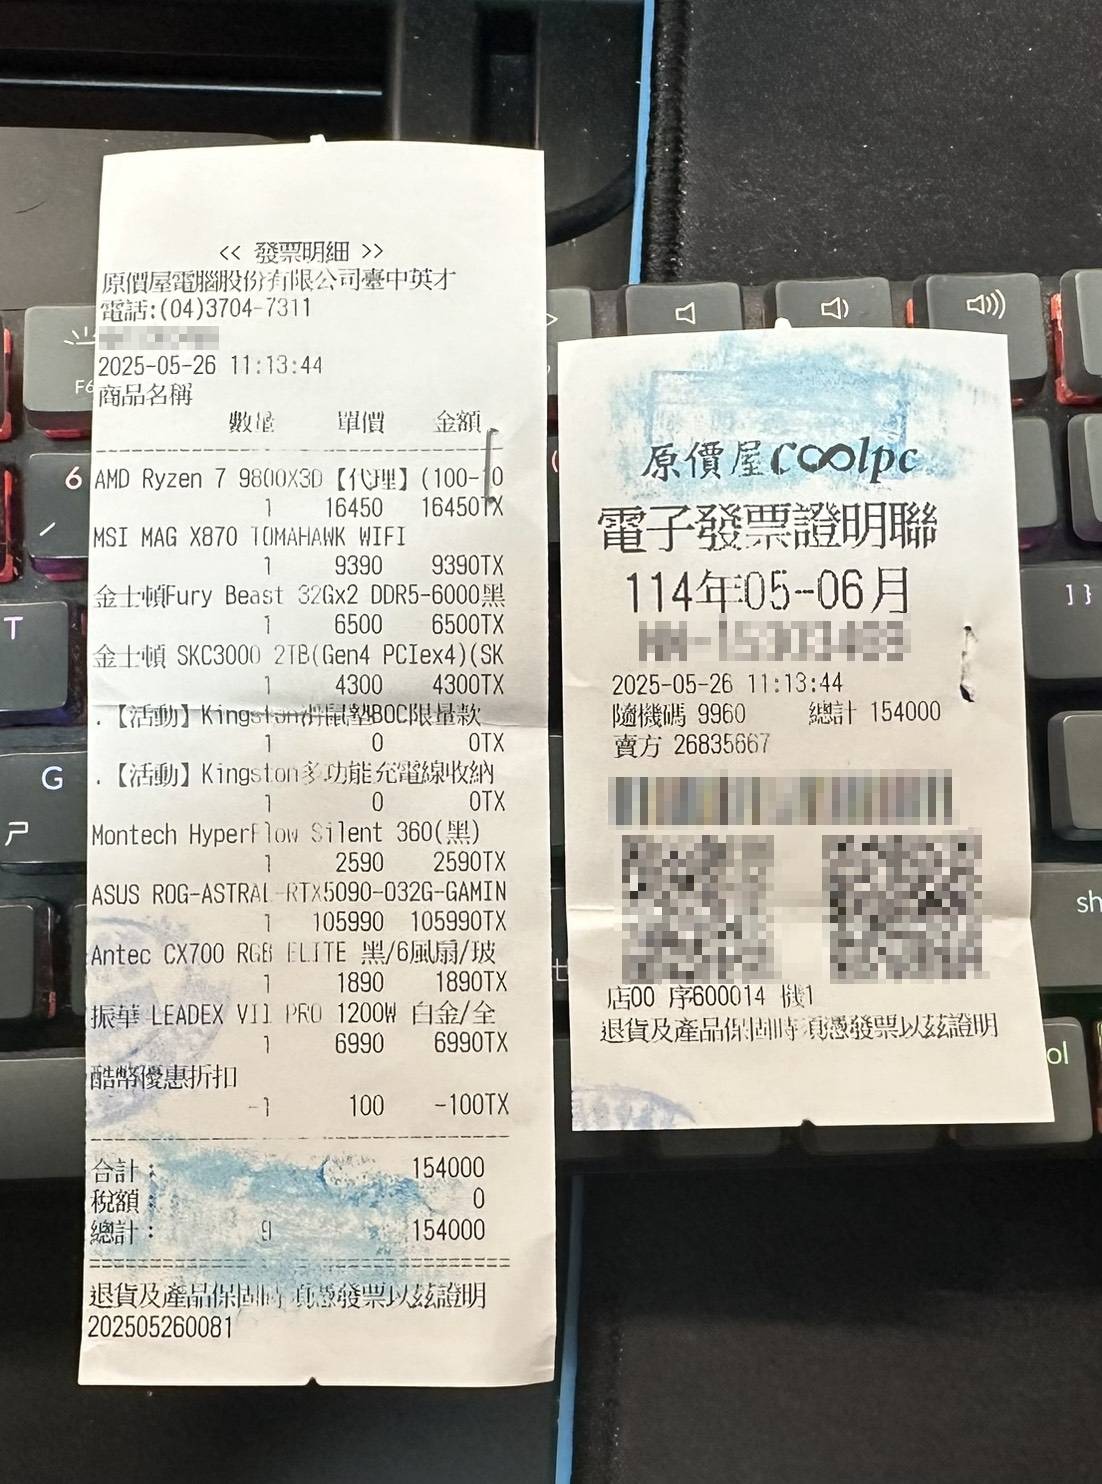 << 發票明細 >>
原價屋電腦股份有限公司臺中英才
電話:(04)3704-7311
2025-05-26 11:13:44
商品名稱
數量 單價 金額
AMD Ryzen 7 9800X3D【代理】(100-10
1 16450 16450TX
MSI MAG X870 TOMAHAWK WIFI
1 9390 9390TX
金士頓Fury Beast 32Gx2 DDR5-6000黑
1 6500 6500TX
金士頓 SKC3000 2TB(Gen4 PCIex4)(SK
1 4300 4300TX
.【活動】Kingston滑鼠墊BOC限量款
1 0 0TX
.【活動】Kingston多功能充電線收納
1 0 0TX
Montech HyperFlow Silent 360(黑)
1 2590 2590TX
ASUS ROG-ASTRAL-RTX5090-O32G-GAMIN
1 105990 105990TX
Antec CX700 RGB ELITE 黑/6風扇/玻
1 1890 1890TX
振華 LEADEX VII PRO 1200W 白金/全
1 6990 6990TX
酷幣優惠折扣
-1 100 -100TX
合計: 154000
稅額: 0
總計: 9 154000
退貨及產品保固時 須憑發票以茲證明
202505260081
原價屋coolpc
電子發票證明聯
114年05-06月
2025-05-26 11:13:44
隨機碼 9960 總計 154000
賣方 26835667
店00 序600014 機1
退貨及產品保固時須憑發票以茲證明
F6
6
T
G
ㄕ
] }
sh
ol